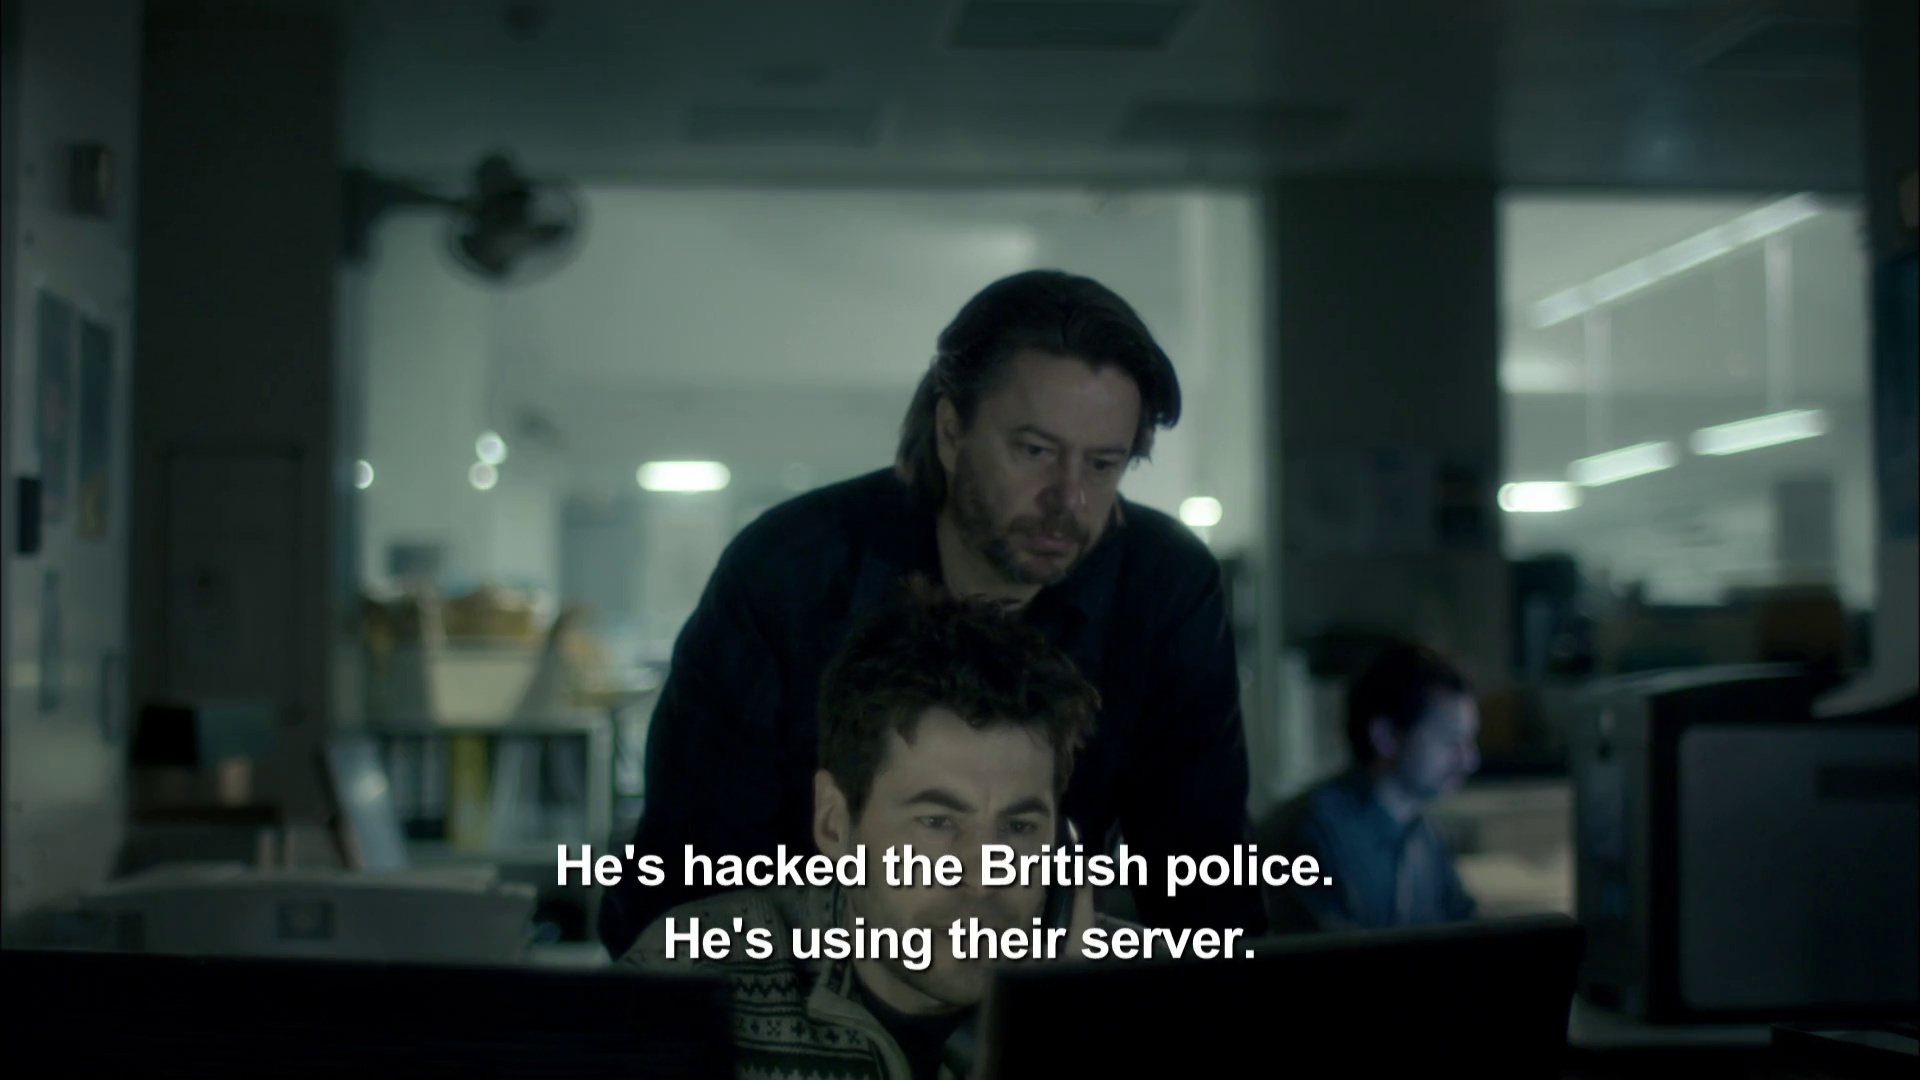 He's hacked the British police.
He's using their server.